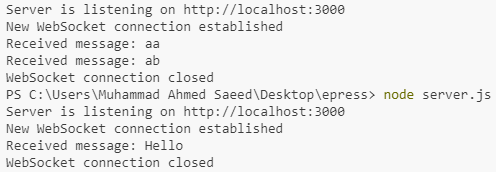 Server is listening on http://localhost:3000
New WebSocket connection established
Received message: aa
Received message: ab
WebSocket connection closed
PS C:\Users\Muhammad Ahmed Saeed\Desktop\epress> node server.js
Server is listening on http://localhost:3000
New WebSocket connection established
Received message: Hello
WebSocket connection closed